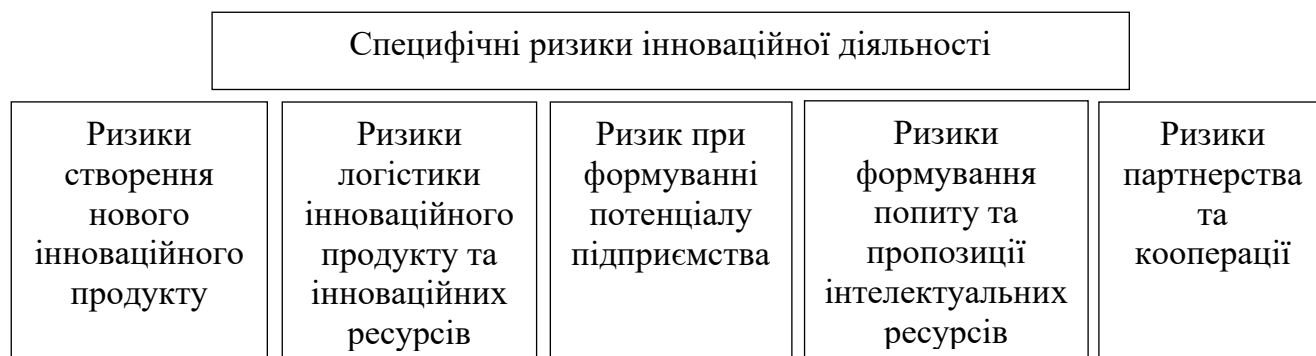 Специфічні ризики інноваційної діяльності
Ризики
створення
нового
інноваційного
продукту
Ризики
логістики
інноваційного
продукту та
інноваційних
ресурсів
Ризик при
формуванні
потенціалу
підприємства
Ризики
формування
попиту та
пропозиції
інтелектуальних
ресурсів
Ризики
партнерства
та
кооперації